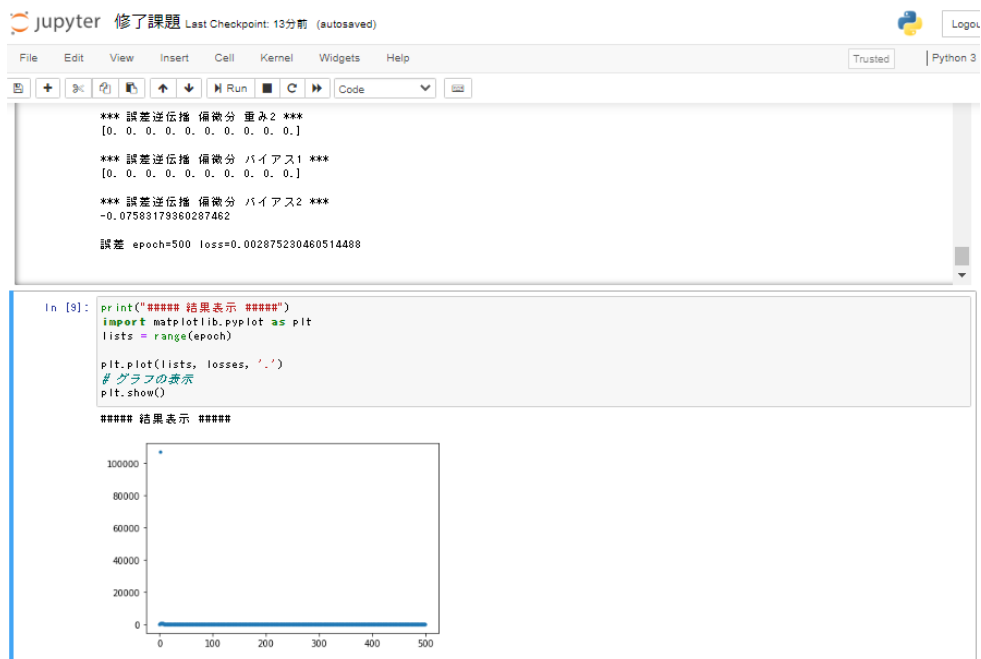 jupyter 修了課題 Last Checkpoint: 13分前 (autosaved)
Logou
File Edit View Insert Cell Kernel Widgets Help
Trusted Python 3
Run Code
*** 誤差逆伝播 偏微分 重み2 ***
[0. 0. 0. 0. 0. 0. 0. 0. 0. 0.]
*** 誤差逆伝播 偏微分 バイアス1 ***
[0. 0. 0. 0. 0. 0. 0. 0. 0. 0.]
*** 誤差逆伝播 偏微分 バイアス2 ***
-0.07583179360287462
誤差 epoch=500 loss=0.002875230460514488
In [9]: print("##### 結果表示 #####")
import matplotlib.pyplot as plt
lists = range(epoch)
plt.plot(lists, losses, '.')
# グラフの表示
plt.show()
##### 結果表示 #####
100000
80000
60000
40000
20000
0
0 100 200 300 400 500